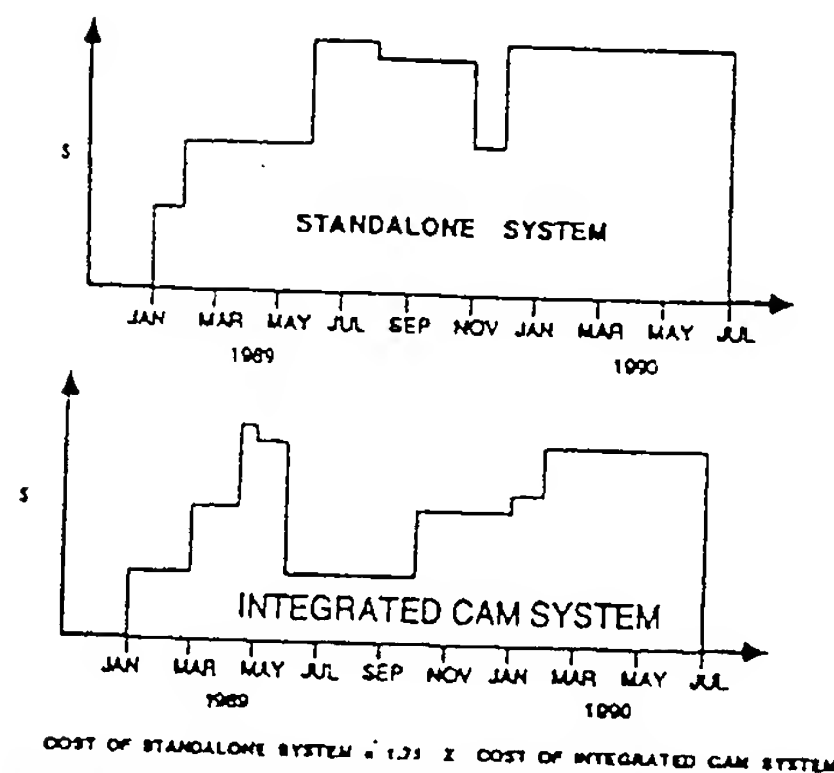 $
STANDALONE SYSTEM
JAN MAR MAY JUL SEP NOV JAN MAR MAY JUL
1989 1990
$
INTEGRATED CAM SYSTEM
JAN MAR MAY JUL SEP NOV JAN MAR MAY JUL
1989 1990
COST OF STANDALONE SYSTEM = X COST OF INTEGRATED CAM SYSTEM